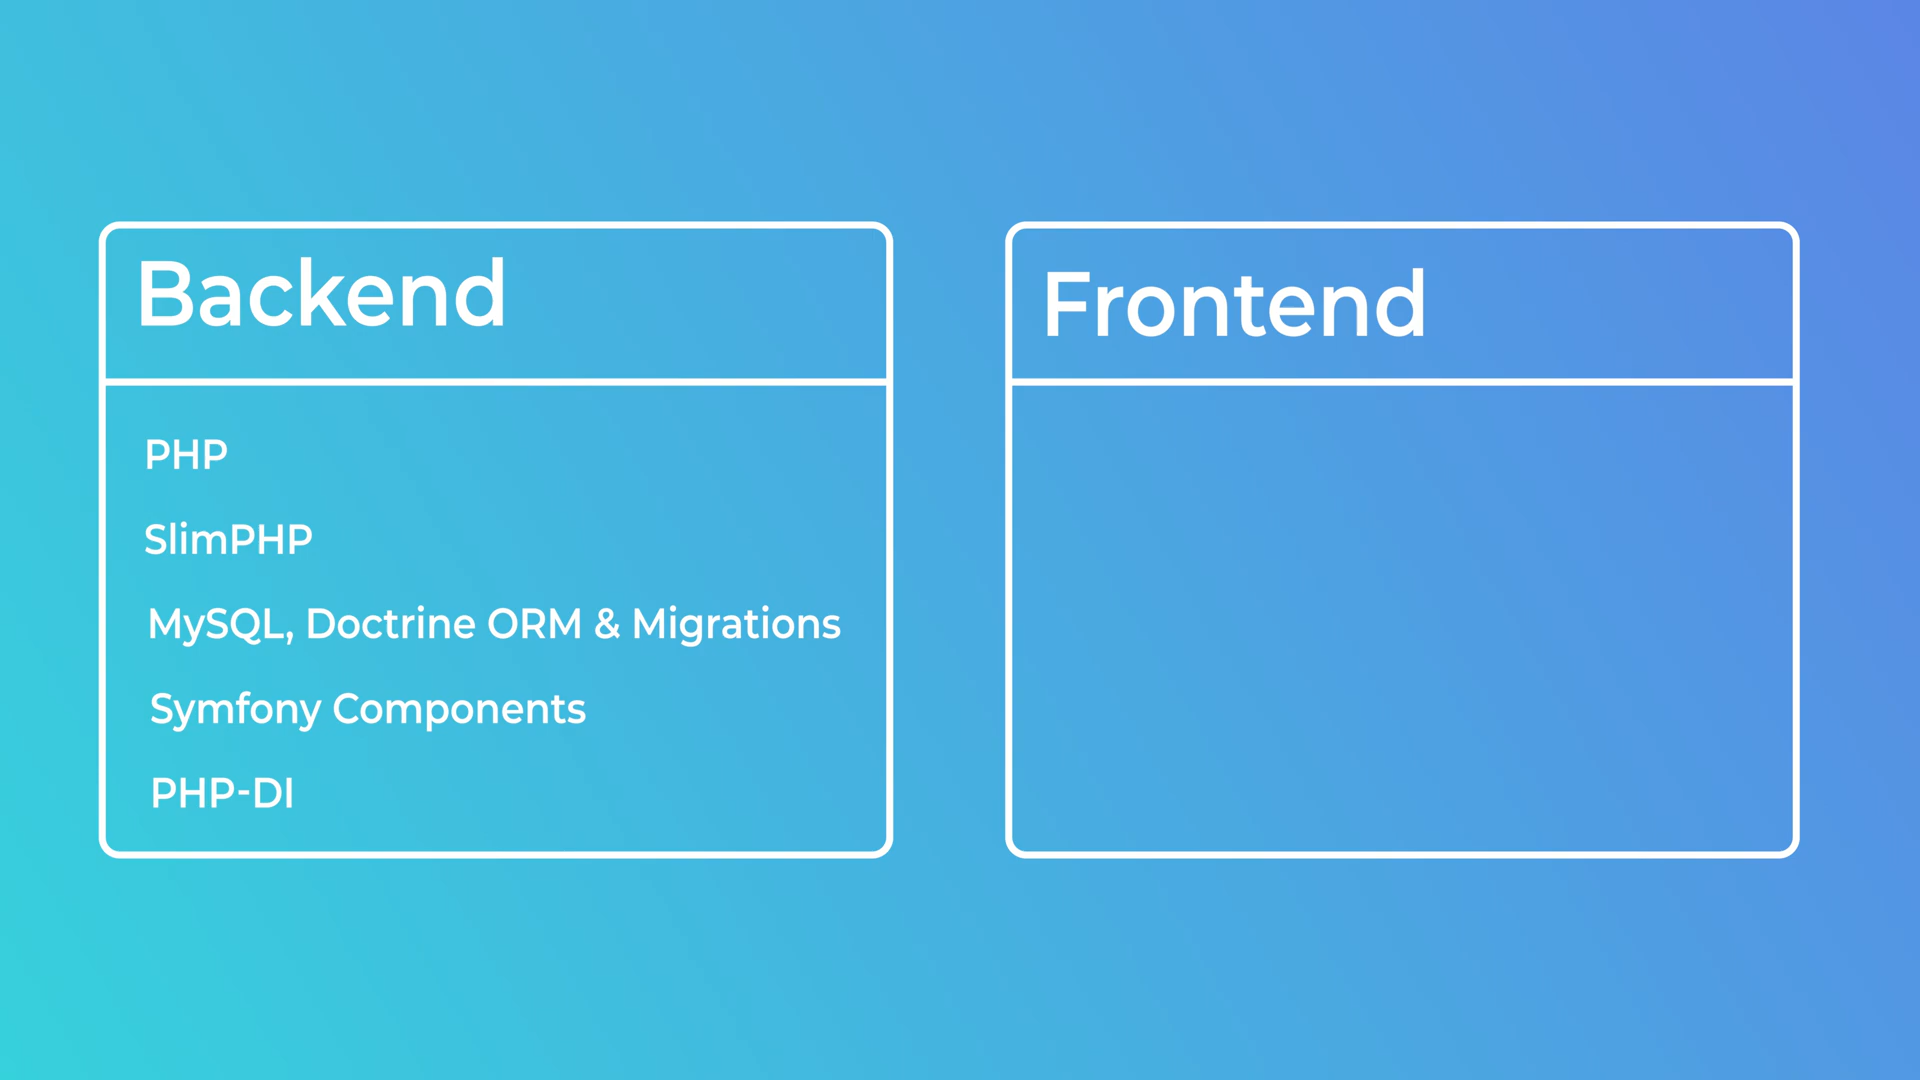 Backend
PHP
SlimPHP
MySQL, Doctrine ORM & Migrations
Symfony Components
PHP-DI
Frontend